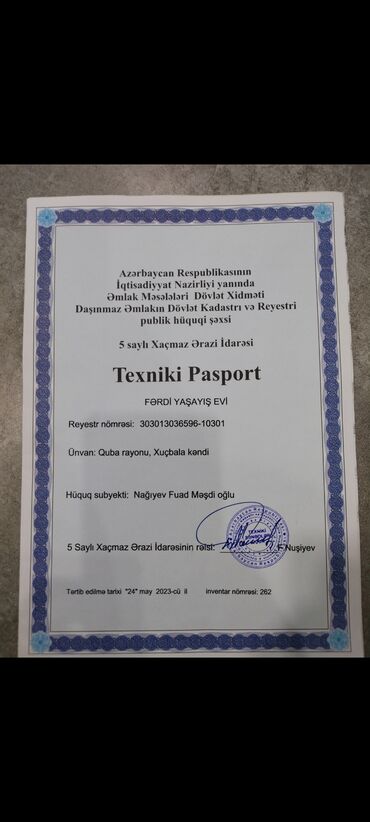 Azərbaycan Respublikasının
İqtisadiyyat Nazirliyi yanında
Əmlak Məsələləri Dövlət Xidməti
Daşınmaz Əmlakın Dövlət Kadastrı və Reyestri
publik hüquqi şəxsi
5 saylı Xaçmaz Ərazi İdarəsi
Texniki Pasport
FƏRDİ YAŞAYIŞ EVİ
Reyestr nömrəsi: 303013036596-10301
Ünvan: Quba rayonu, Xuçbala kəndi
Hüquq subyekti: Nağıyev Fuad Məşdi oğlu
5 Saylı Xaçmaz Ərazi İdarəsinin rəisi: F Nuşiyev
Tərtib edilmə tarixi "24" may 2023-cü il inventar nömrəsi: 262